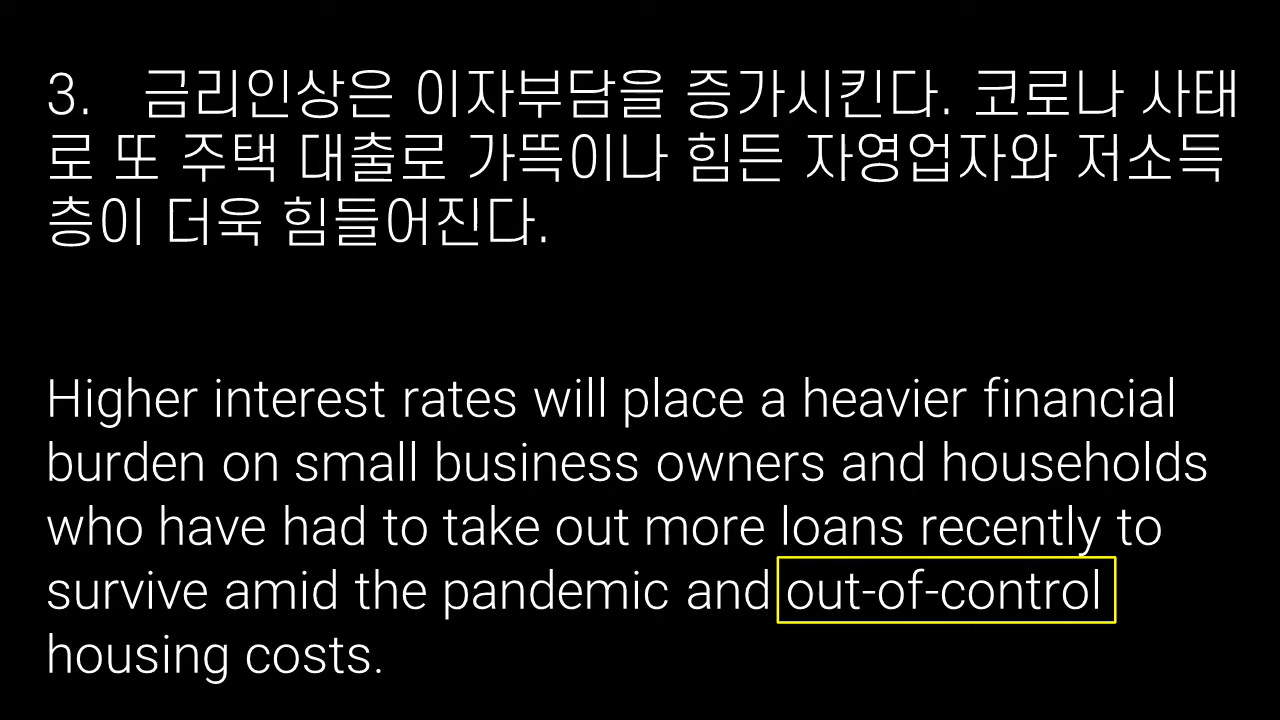 3. 금리인상은 이자부담을 증가시킨다. 코로나 사태
로 또 주택 대출로 가뜩이나 힘든 자영업자와 저소득
층이 더욱 힘들어진다.
Higher interest rates will place a heavier financial
burden on small business owners and households
who have had to take out more loans recently to
survive amid the pandemic and out-of-control
housing costs.